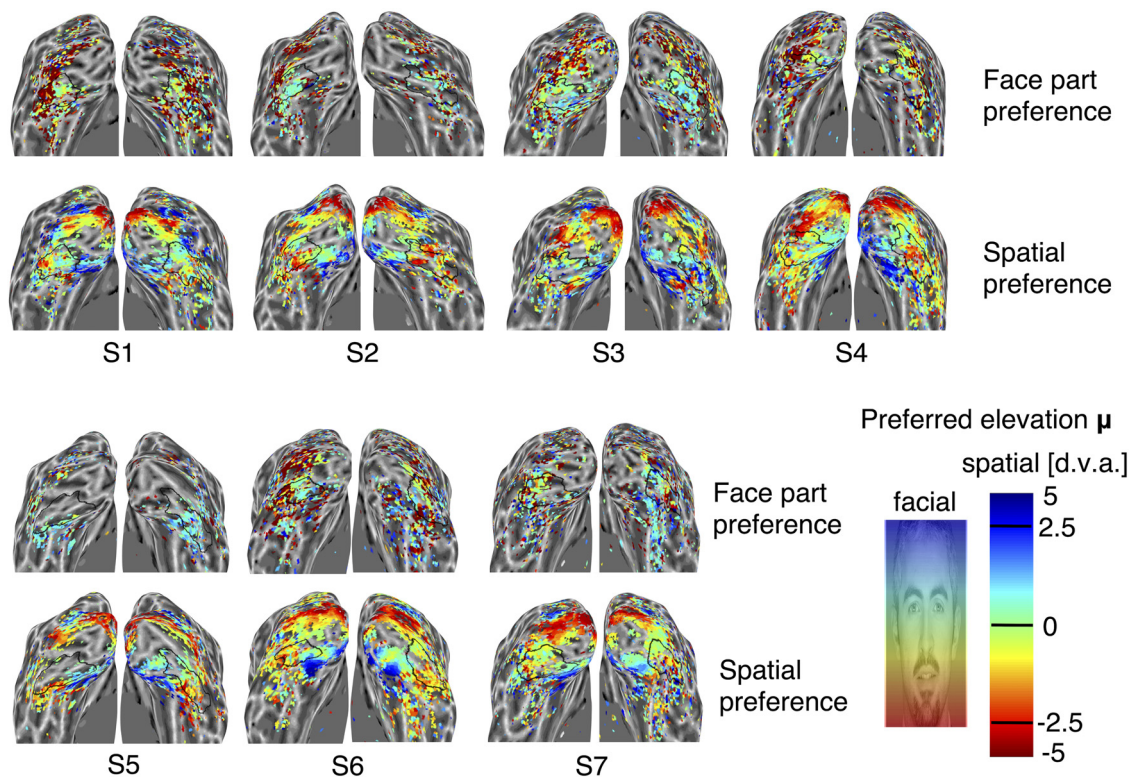 Face part
preference
Spatial
preference
S1
S2
S3
S4
Preferred elevation μ
spatial [d.v.a.]
facial
5
2.5
0
-2.5
-5
Face part
preference
Spatial
preference
S5
S6
S7